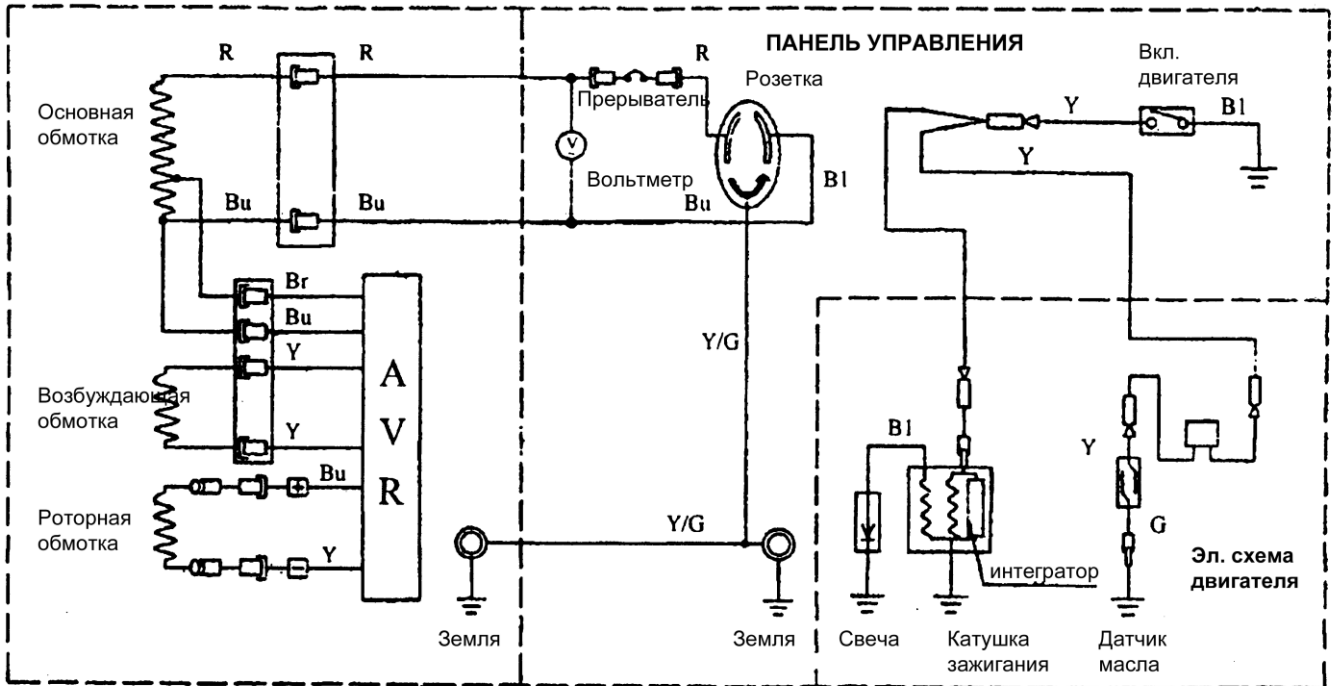 ПАНЕЛЬ УПРАВЛЕНИЯ
R
R
R
Розетка
Вкл.
двигателя
Основная
обмотка
Прерыватель
V
Вольтметр
Y
B1
Y
B1
Bu
Bu
Bu
Br
Bu
Y
Y
A
V
R
Возбуждающая
обмотка
Y/G
Bu
+
Роторная
обмотка
Y
−
Y/G
B1
Y
G
Эл. схема
двигателя
интегратор
Земля
Земля
Свеча
Катушка
зажигания
Датчик
масла